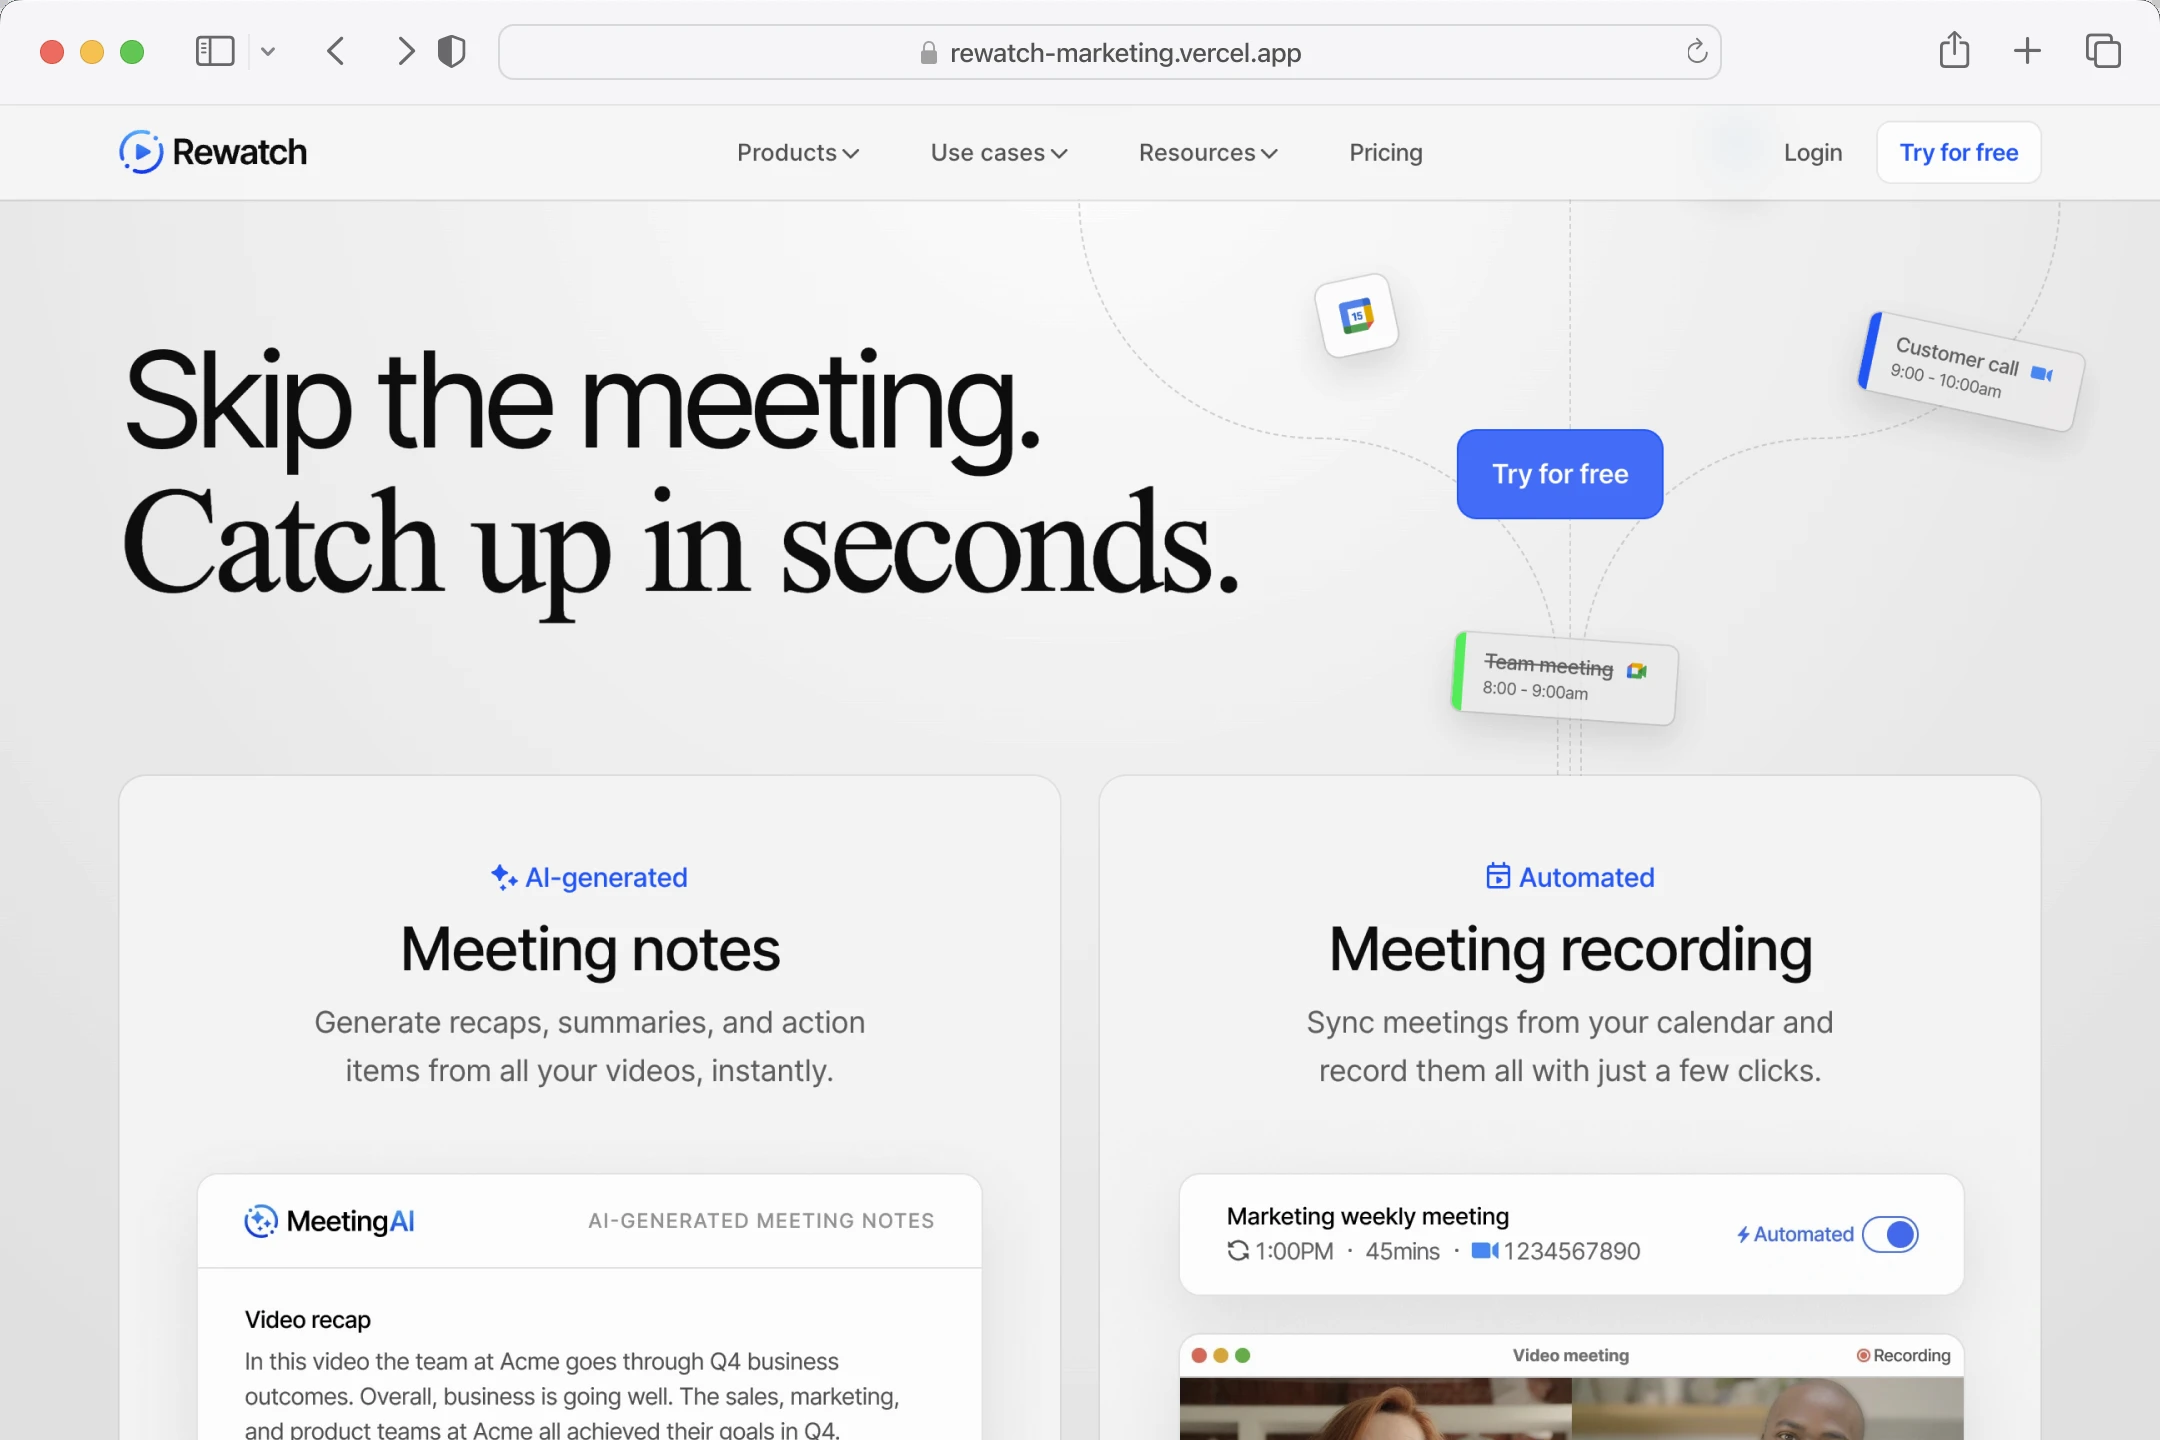 rewatch-marketing.vercel.app
Rewatch
Products
Use cases
Resources
Pricing
Login
Try for free
15
Customer call
9:00 - 10:00am
Skip the meeting.
Catch up in seconds.
Try for free
Team meeting
8:00 - 9:00am
AI-generated
Meeting notes
Generate recaps, summaries, and action
items from all your videos, instantly.
MeetingAI
AI-GENERATED MEETING NOTES
Video recap
In this video the team at Acme goes through Q4 business
outcomes. Overall, business is going well. The sales, marketing,
and product teams at Acme all achieved their goals in Q4.
Automated
Meeting recording
Sync meetings from your calendar and
record them all with just a few clicks.
Marketing weekly meeting
1:00PM · 45mins · 1234567890
Automated
Video meeting
Recording